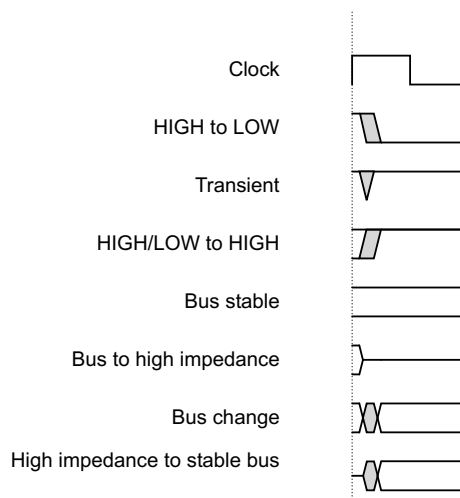 Clock
HIGH to LOW
Transient
HIGH/LOW to HIGH
Bus stable
Bus to high impedance
Bus change
High impedance to stable bus